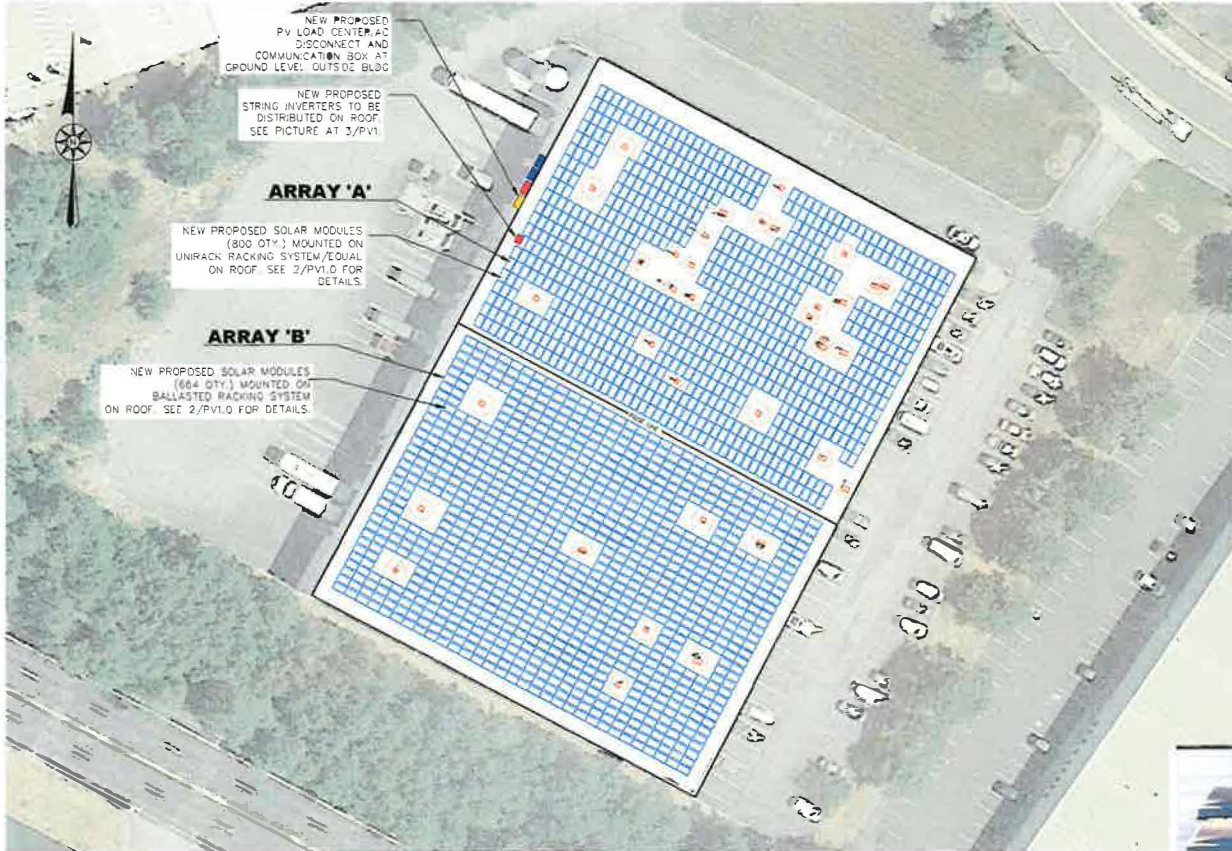 NEW PROPOSED
PV LOAD CENTER, AC
DISCONNECT AND
COMMUNICATION BOX AT
GROUND LEVEL OUTSIDE BLDG
NEW PROPOSED
STRING INVERTERS TO BE
DISTRIBUTED ON ROOF.
SEE PICTURE AT 3/PV1.
ARRAY 'A'
NEW PROPOSED SOLAR MODULES
(800 QTY.) MOUNTED ON
UNIRACK RACKING SYSTEM/EQUAL
ON ROOF. SEE 2/PV1.0 FOR
DETAILS.
ARRAY 'B'
NEW PROPOSED SOLAR MODULES
(664 QTY.) MOUNTED ON
BALLASTED RACKING SYSTEM
ON ROOF. SEE 2/PV1.0 FOR DETAILS.
N